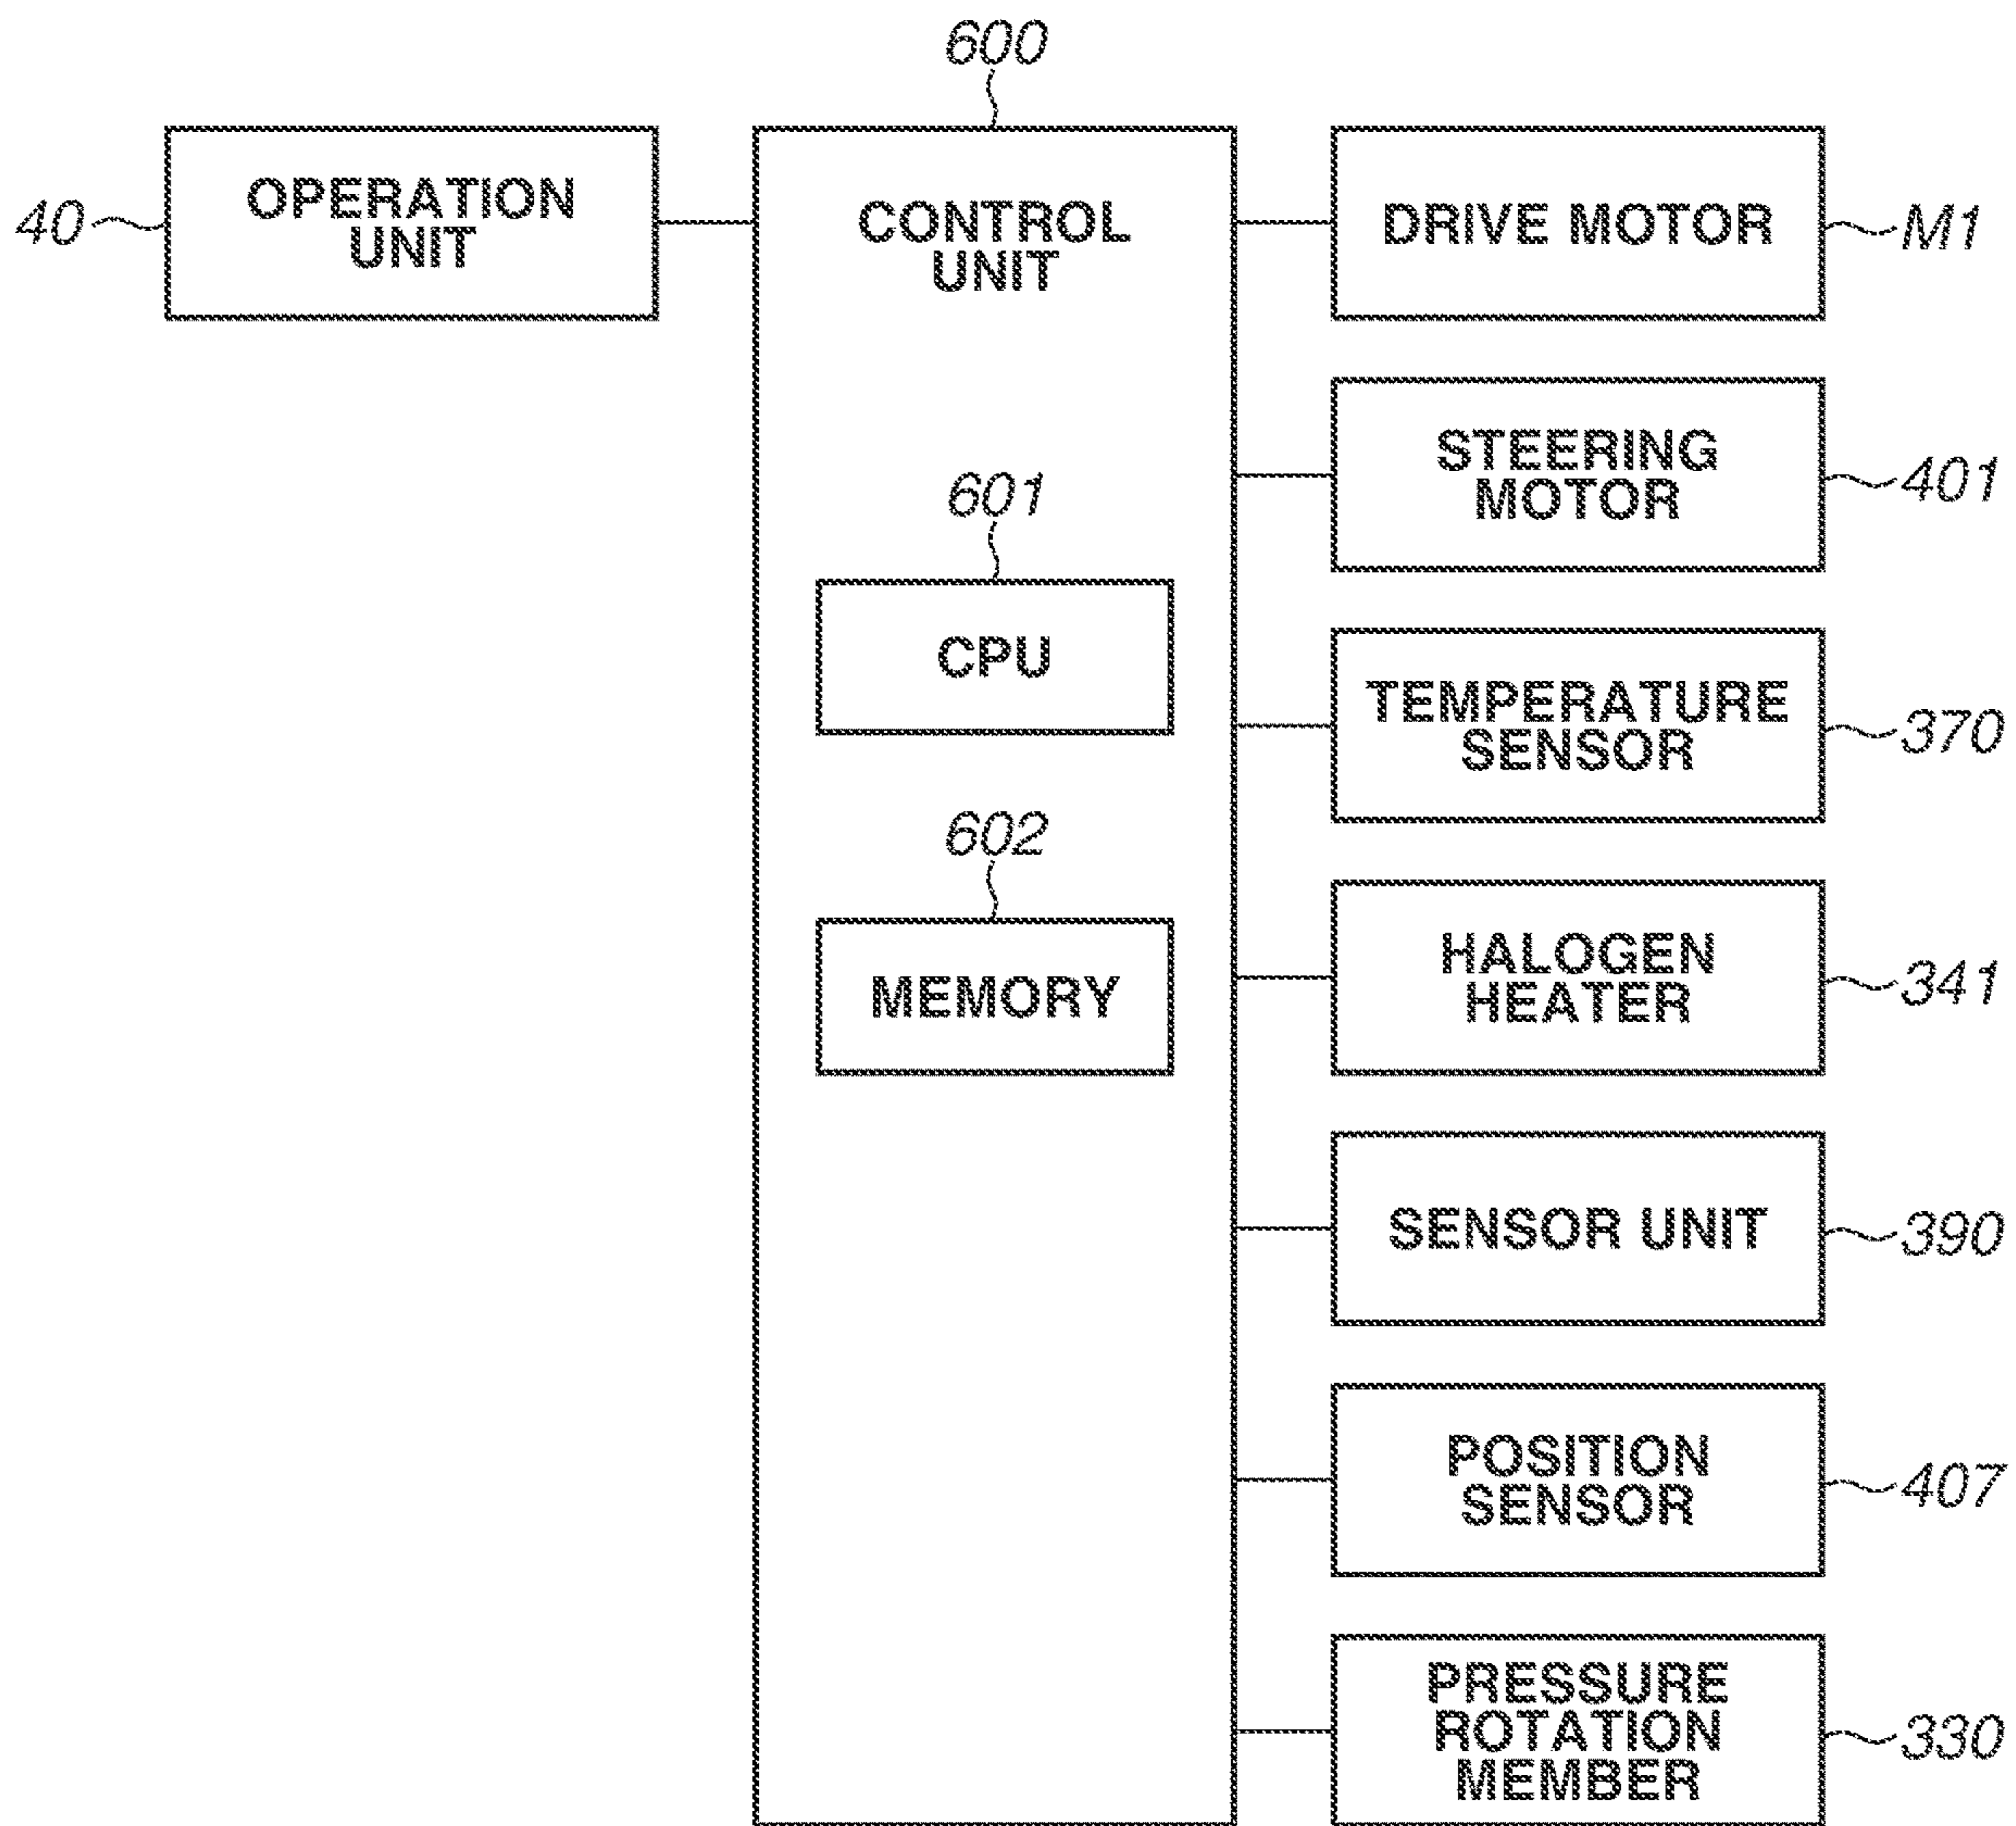 600
40
OPERATION
UNIT
CONTROL
UNIT
DRIVE MOTOR
M1
STEERING
MOTOR
401
601
CPU
TEMPERATURE
SENSOR
370
602
MEMORY
HALOGEN
HEATER
341
SENSOR UNIT
390
POSITION
SENSOR
407
PRESSURE
ROTATION
MEMBER
330